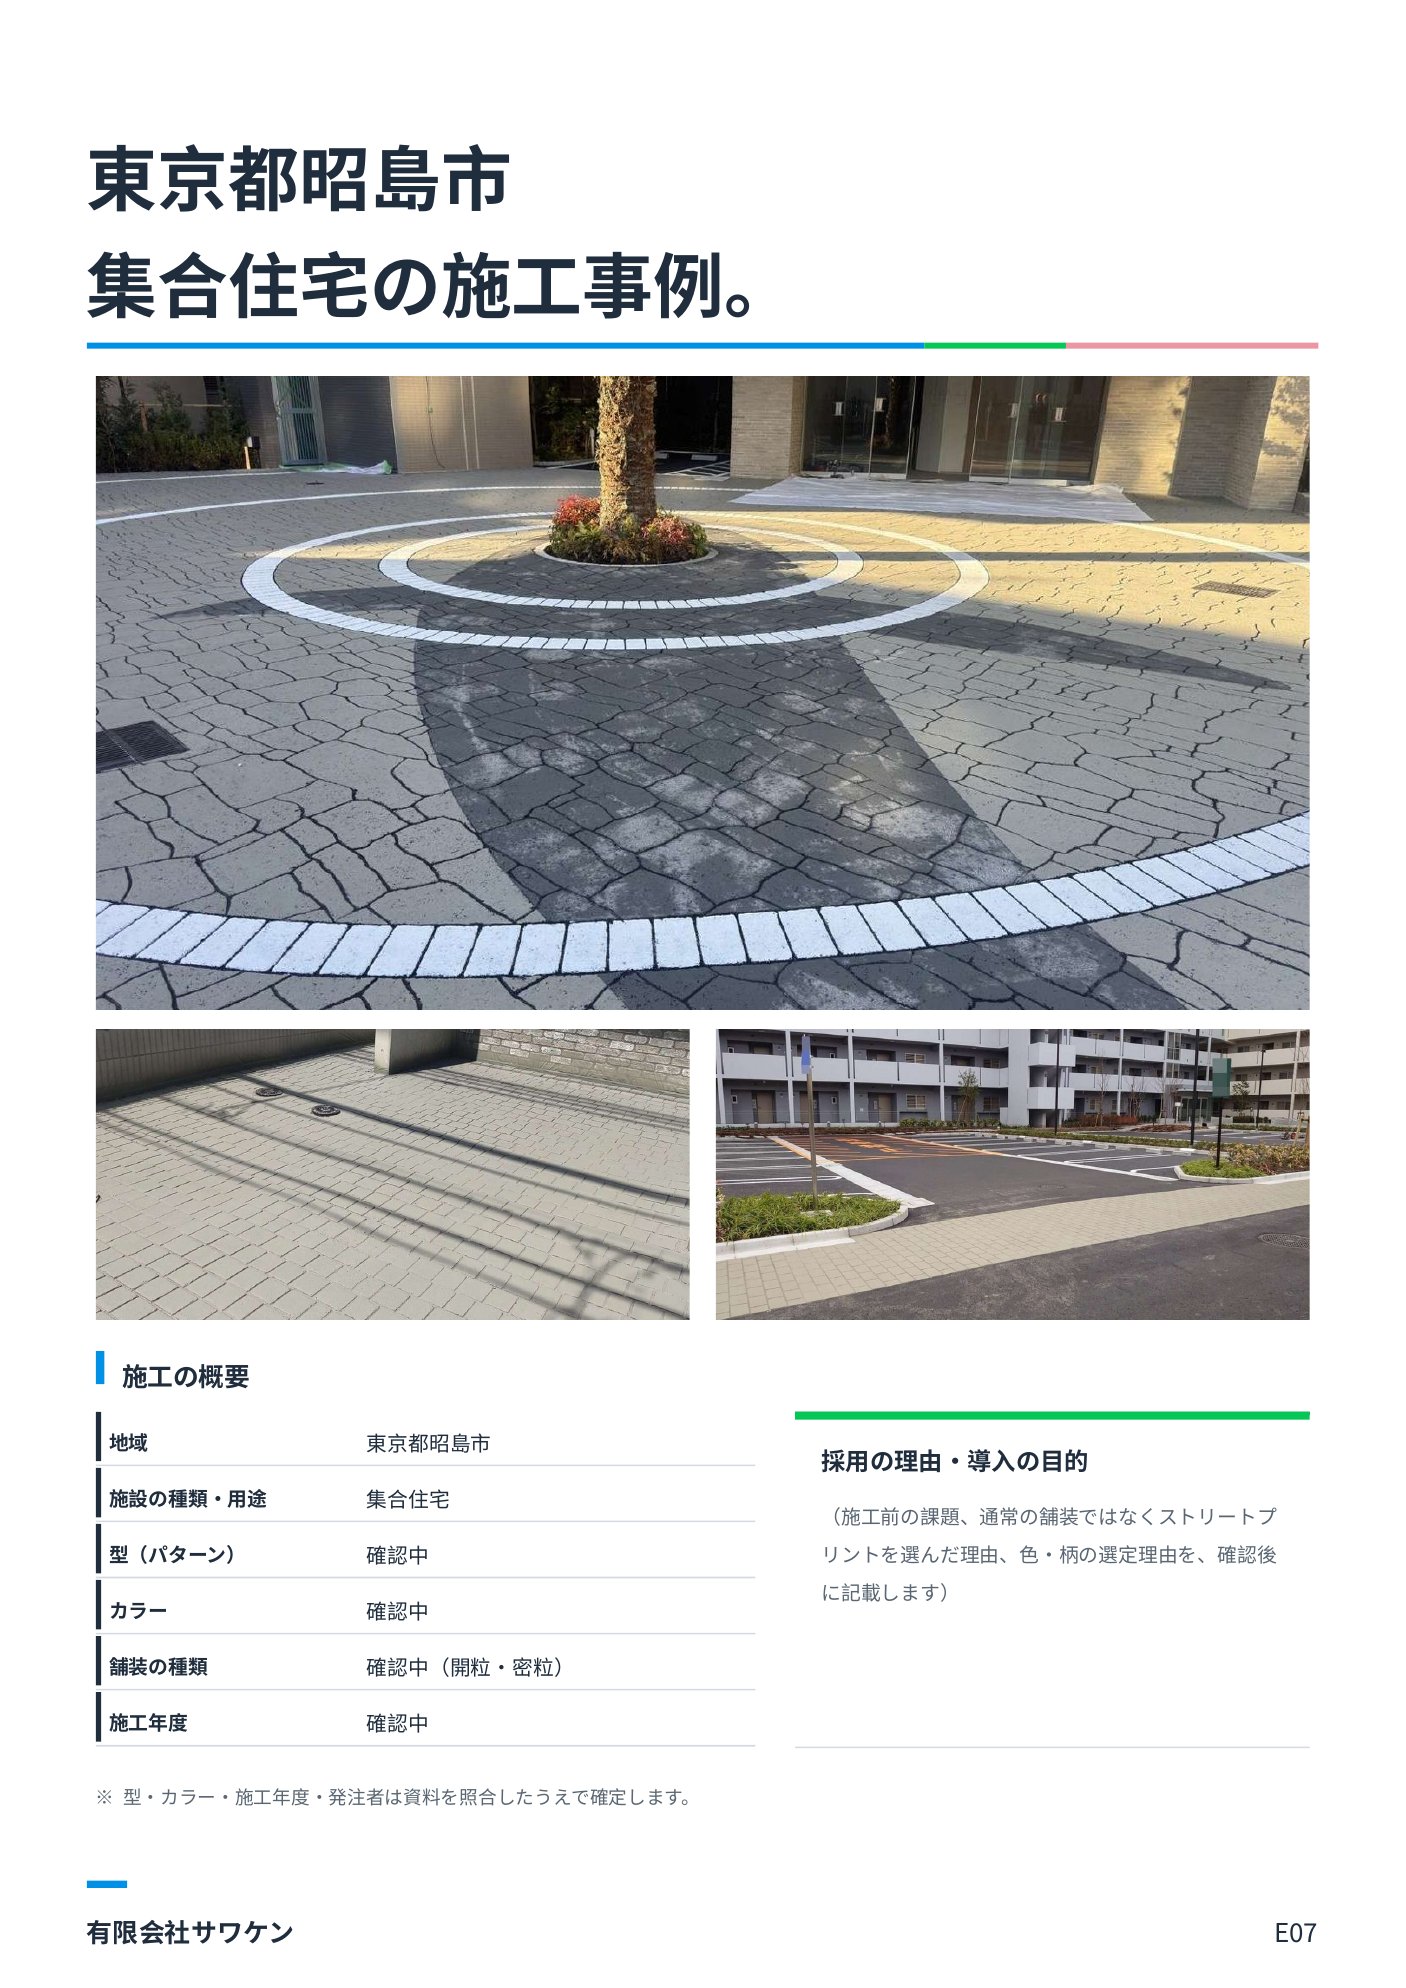 東京都昭島市
集合住宅の施工事例。
施工の概要
地域 東京都昭島市
施設の種類・用途 集合住宅
型（パターン） 確認中
カラー 確認中
舗装の種類 確認中（開粒・密粒）
施工年度 確認中
採用の理由・導入の目的
（施工前の課題、通常の舗装ではなくストリートプ
リントを選んだ理由、色・柄の選定理由を、確認後
に記載します）
※ 型・カラー・施工年度・発注者は資料を照合したうえで確定します。
有限会社サワケン
E07